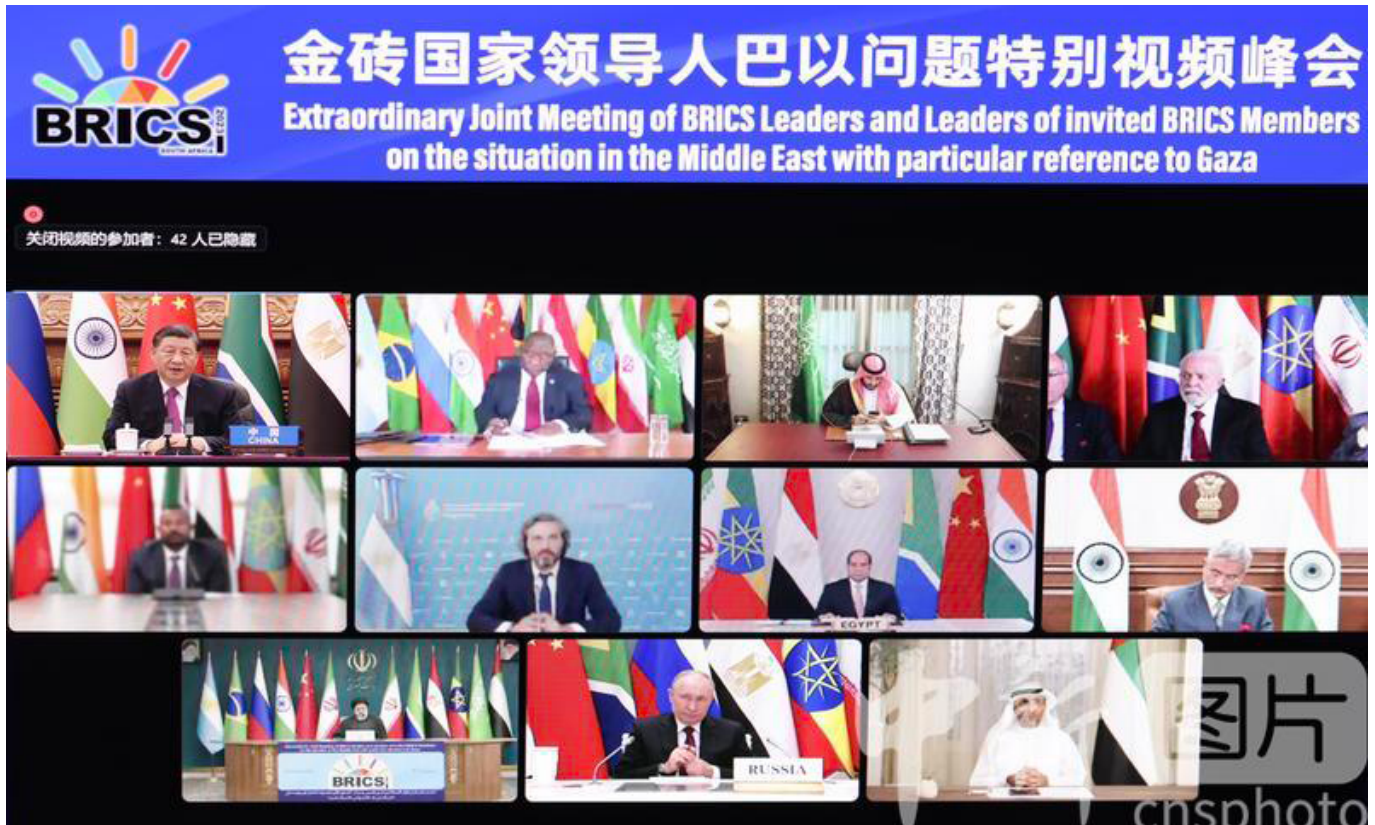 金砖国家领导人巴以问题特别视频峰会
BRICS
2023
SOUTH AFRICA
Extraordinary Joint Meeting of BRICS Leaders and Leaders of invited BRICS Members
on the situation in the Middle East with particular reference to Gaza
关闭视频的参加者：42 人已隐藏
中国
CHINA
EGYPT
BRICS
RUSSIA
图片
cnsphoto